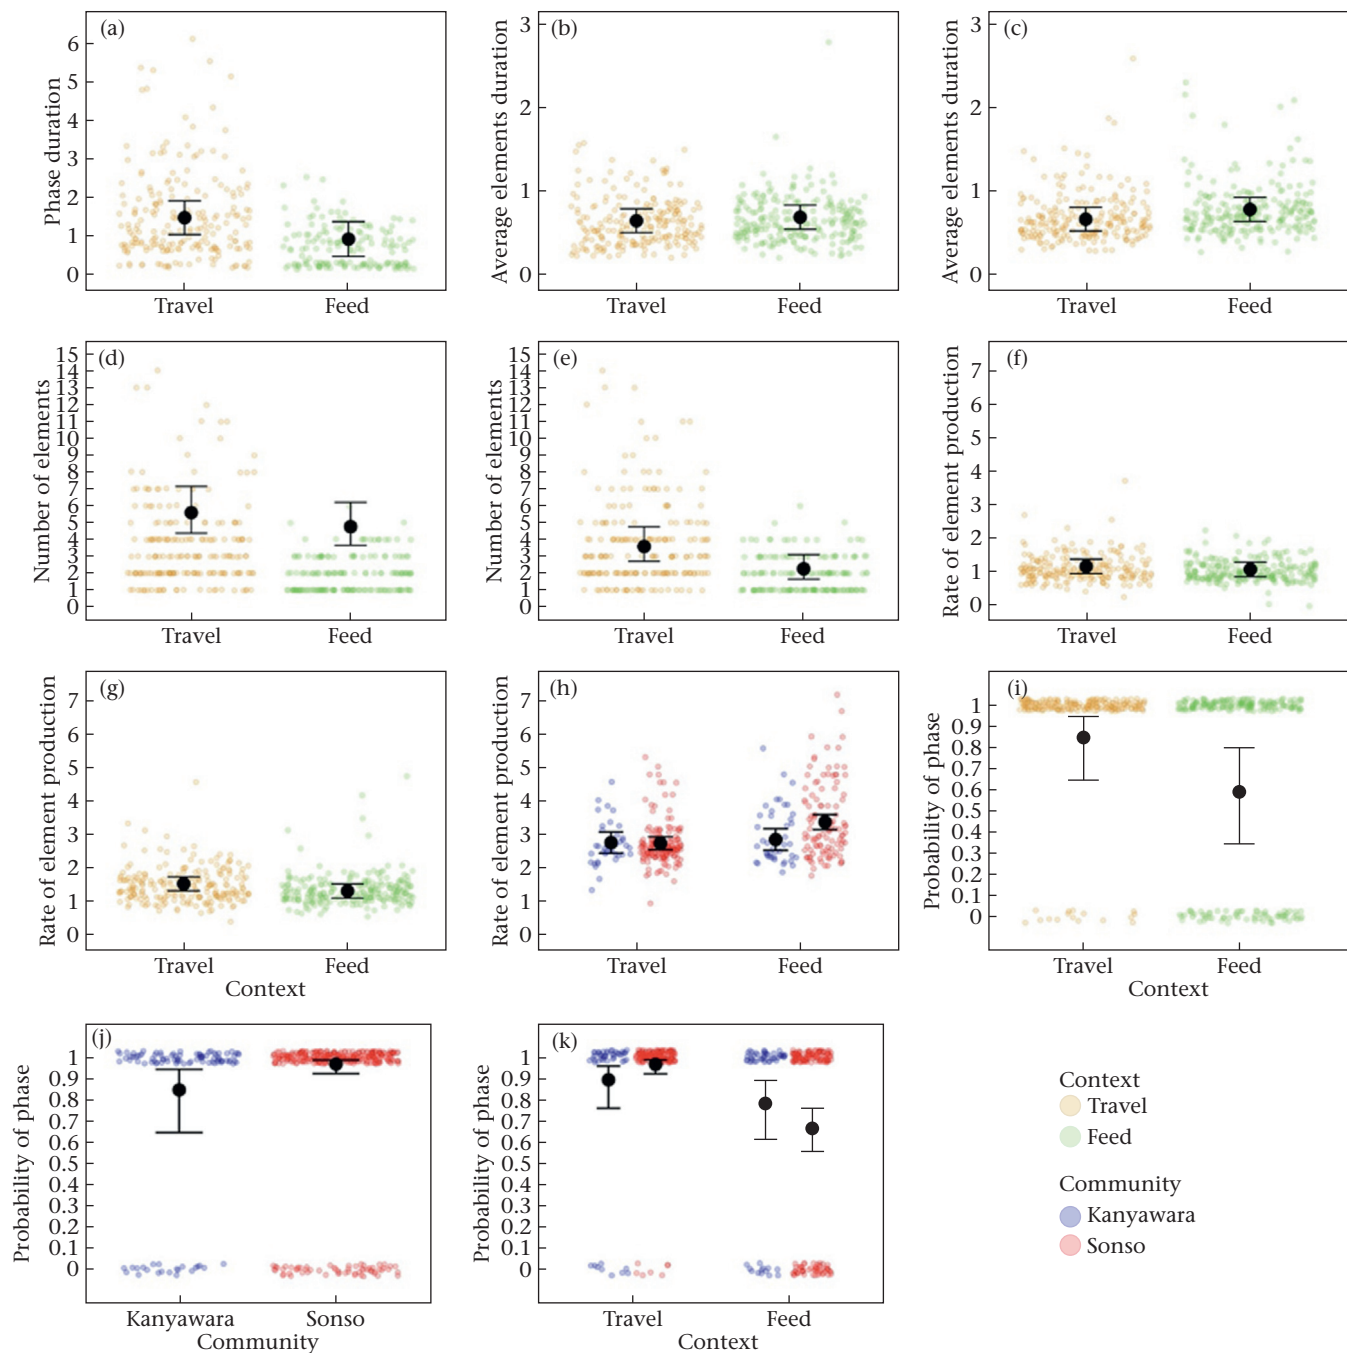 (a)
Phase duration
6
5
4
3
2
1
0
Travel Feed
(b)
Average elements duration
3
2
1
0
Travel Feed
(c)
Average elements duration
3
2
1
0
Travel Feed
(d)
Number of elements
15
14
13
12
11
10
9
8
7
6
5
4
3
2
1
0
Travel Feed
(e)
Number of elements
15
14
13
12
11
10
9
8
7
6
5
4
3
2
1
0
Travel Feed
(f)
Rate of element production
7
6
5
4
3
2
1
0
Travel Feed
(g)
Rate of element production
7
6
5
4
3
2
1
0
Travel Feed
Context
(h)
Rate of element production
7
6
5
4
3
2
1
0
Travel Feed
(i)
Probability of phase
1
0.9
0.8
0.7
0.6
0.5
0.4
0.3
0.2
0.1
0
Travel Feed
Context
(j)
Probability of phase
1
0.9
0.8
0.7
0.6
0.5
0.4
0.3
0.2
0.1
0
Kanyawara Sonso
Community
(k)
Probability of phase
1
0.9
0.8
0.7
0.6
0.5
0.4
0.3
0.2
0.1
0
Travel Feed
Context
Context
Travel
Feed
Community
Kanyawara
Sonso